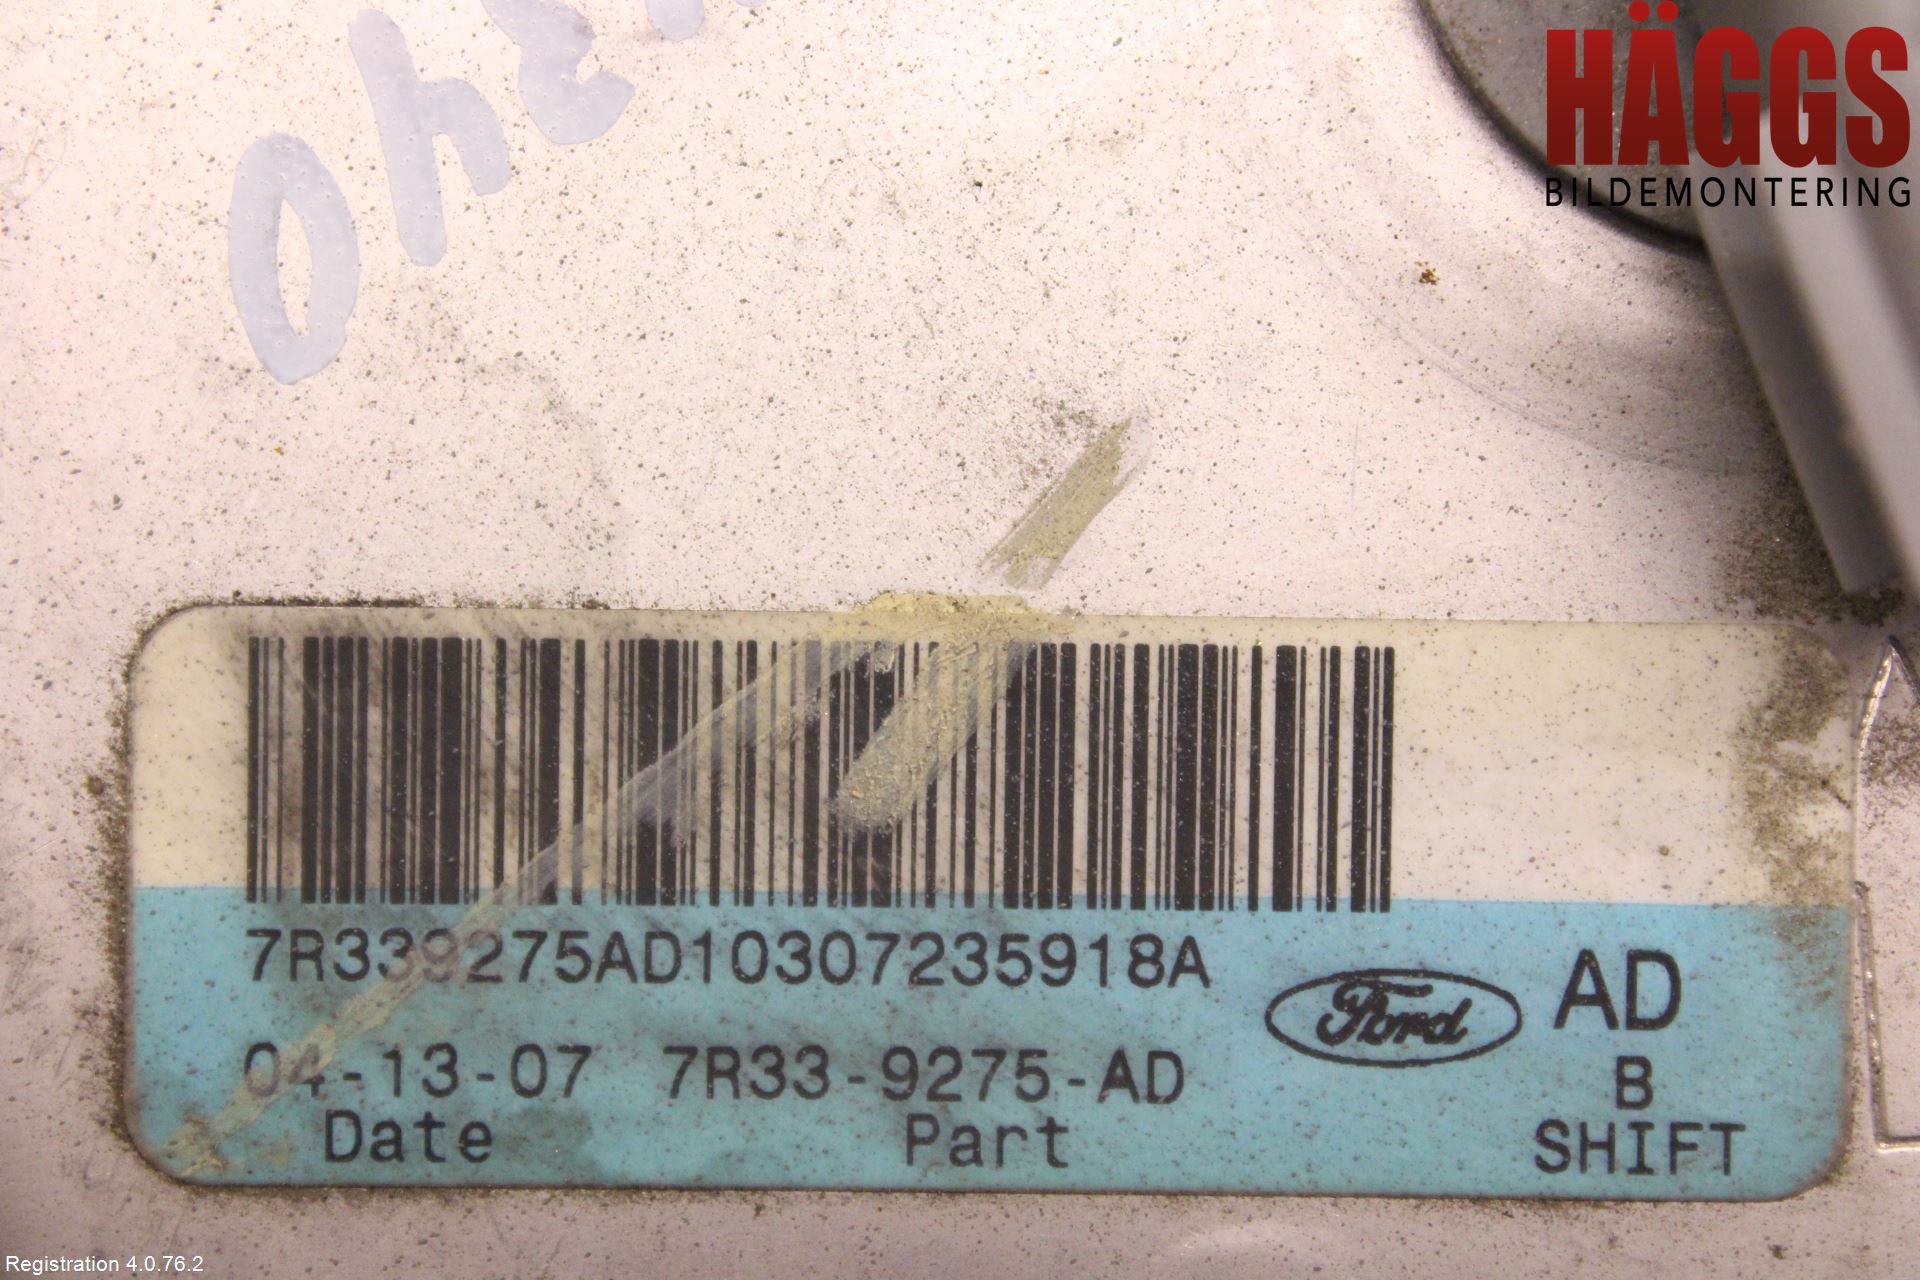 HÄGGS
BILDEMONTERING
7R339275AD10307235918A
04-13-07 7R33-9275-AD
Date Part
Ford
AD
B
SHIFT
Registration 4.0.76.2